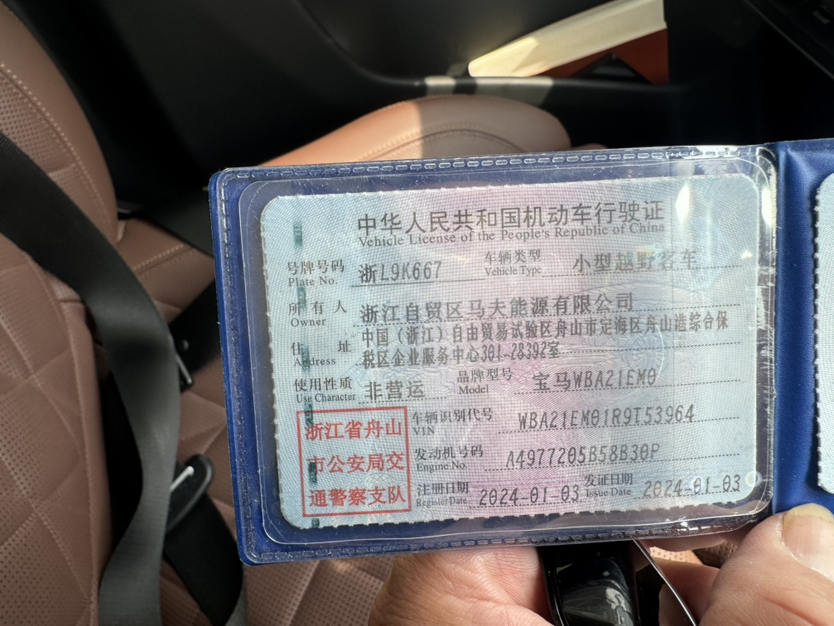 中华人民共和国机动车行驶证
Vehicle License of the People's Republic of China
号牌号码 浙L9K667 车辆类型 小型越野客车
Plate No. Vehicle Type
所有人 浙江自贸区马夫能源有限公司
Owner
住址 中国(浙江)自由贸易试验区舟山市定海区舟山港综合保
Address 税区企业服务中心301-28392室
使用性质 非营运 品牌型号 宝马WBA21EM0
Use Character Model
浙江省舟山
市公安局交
通警察支队
车辆识别代号 WBA21EM01R9T53964
VIN
发动机号码 A4977205B58B30P
Engine No.
注册日期 2024-01-03 发证日期 2024-01-03
Register Date Issue Date